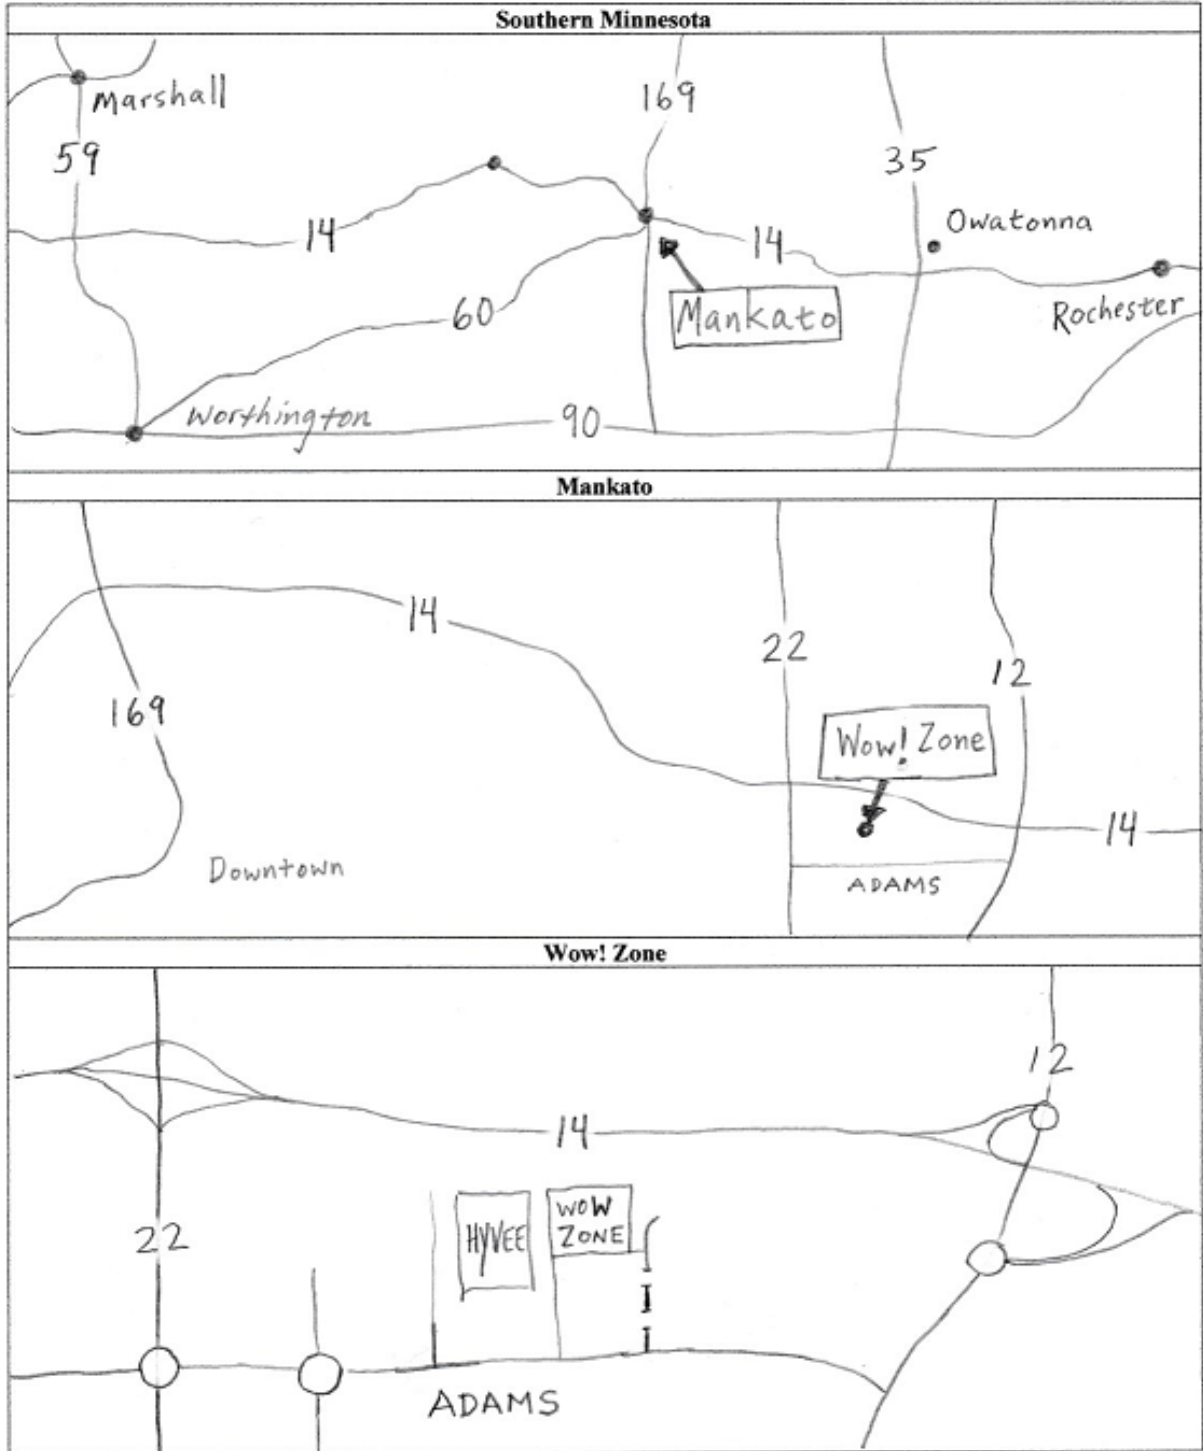 Southern Minnesota
Marshall
169
59
35
Owatonna
14
14
60
Mankato
Rochester
Worthington
90
Mankato
14
22
12
169
Wow! Zone
14
Downtown
ADAMS
Wow! Zone
12
14
22
HYVEE
WOW
ZONE
ADAMS